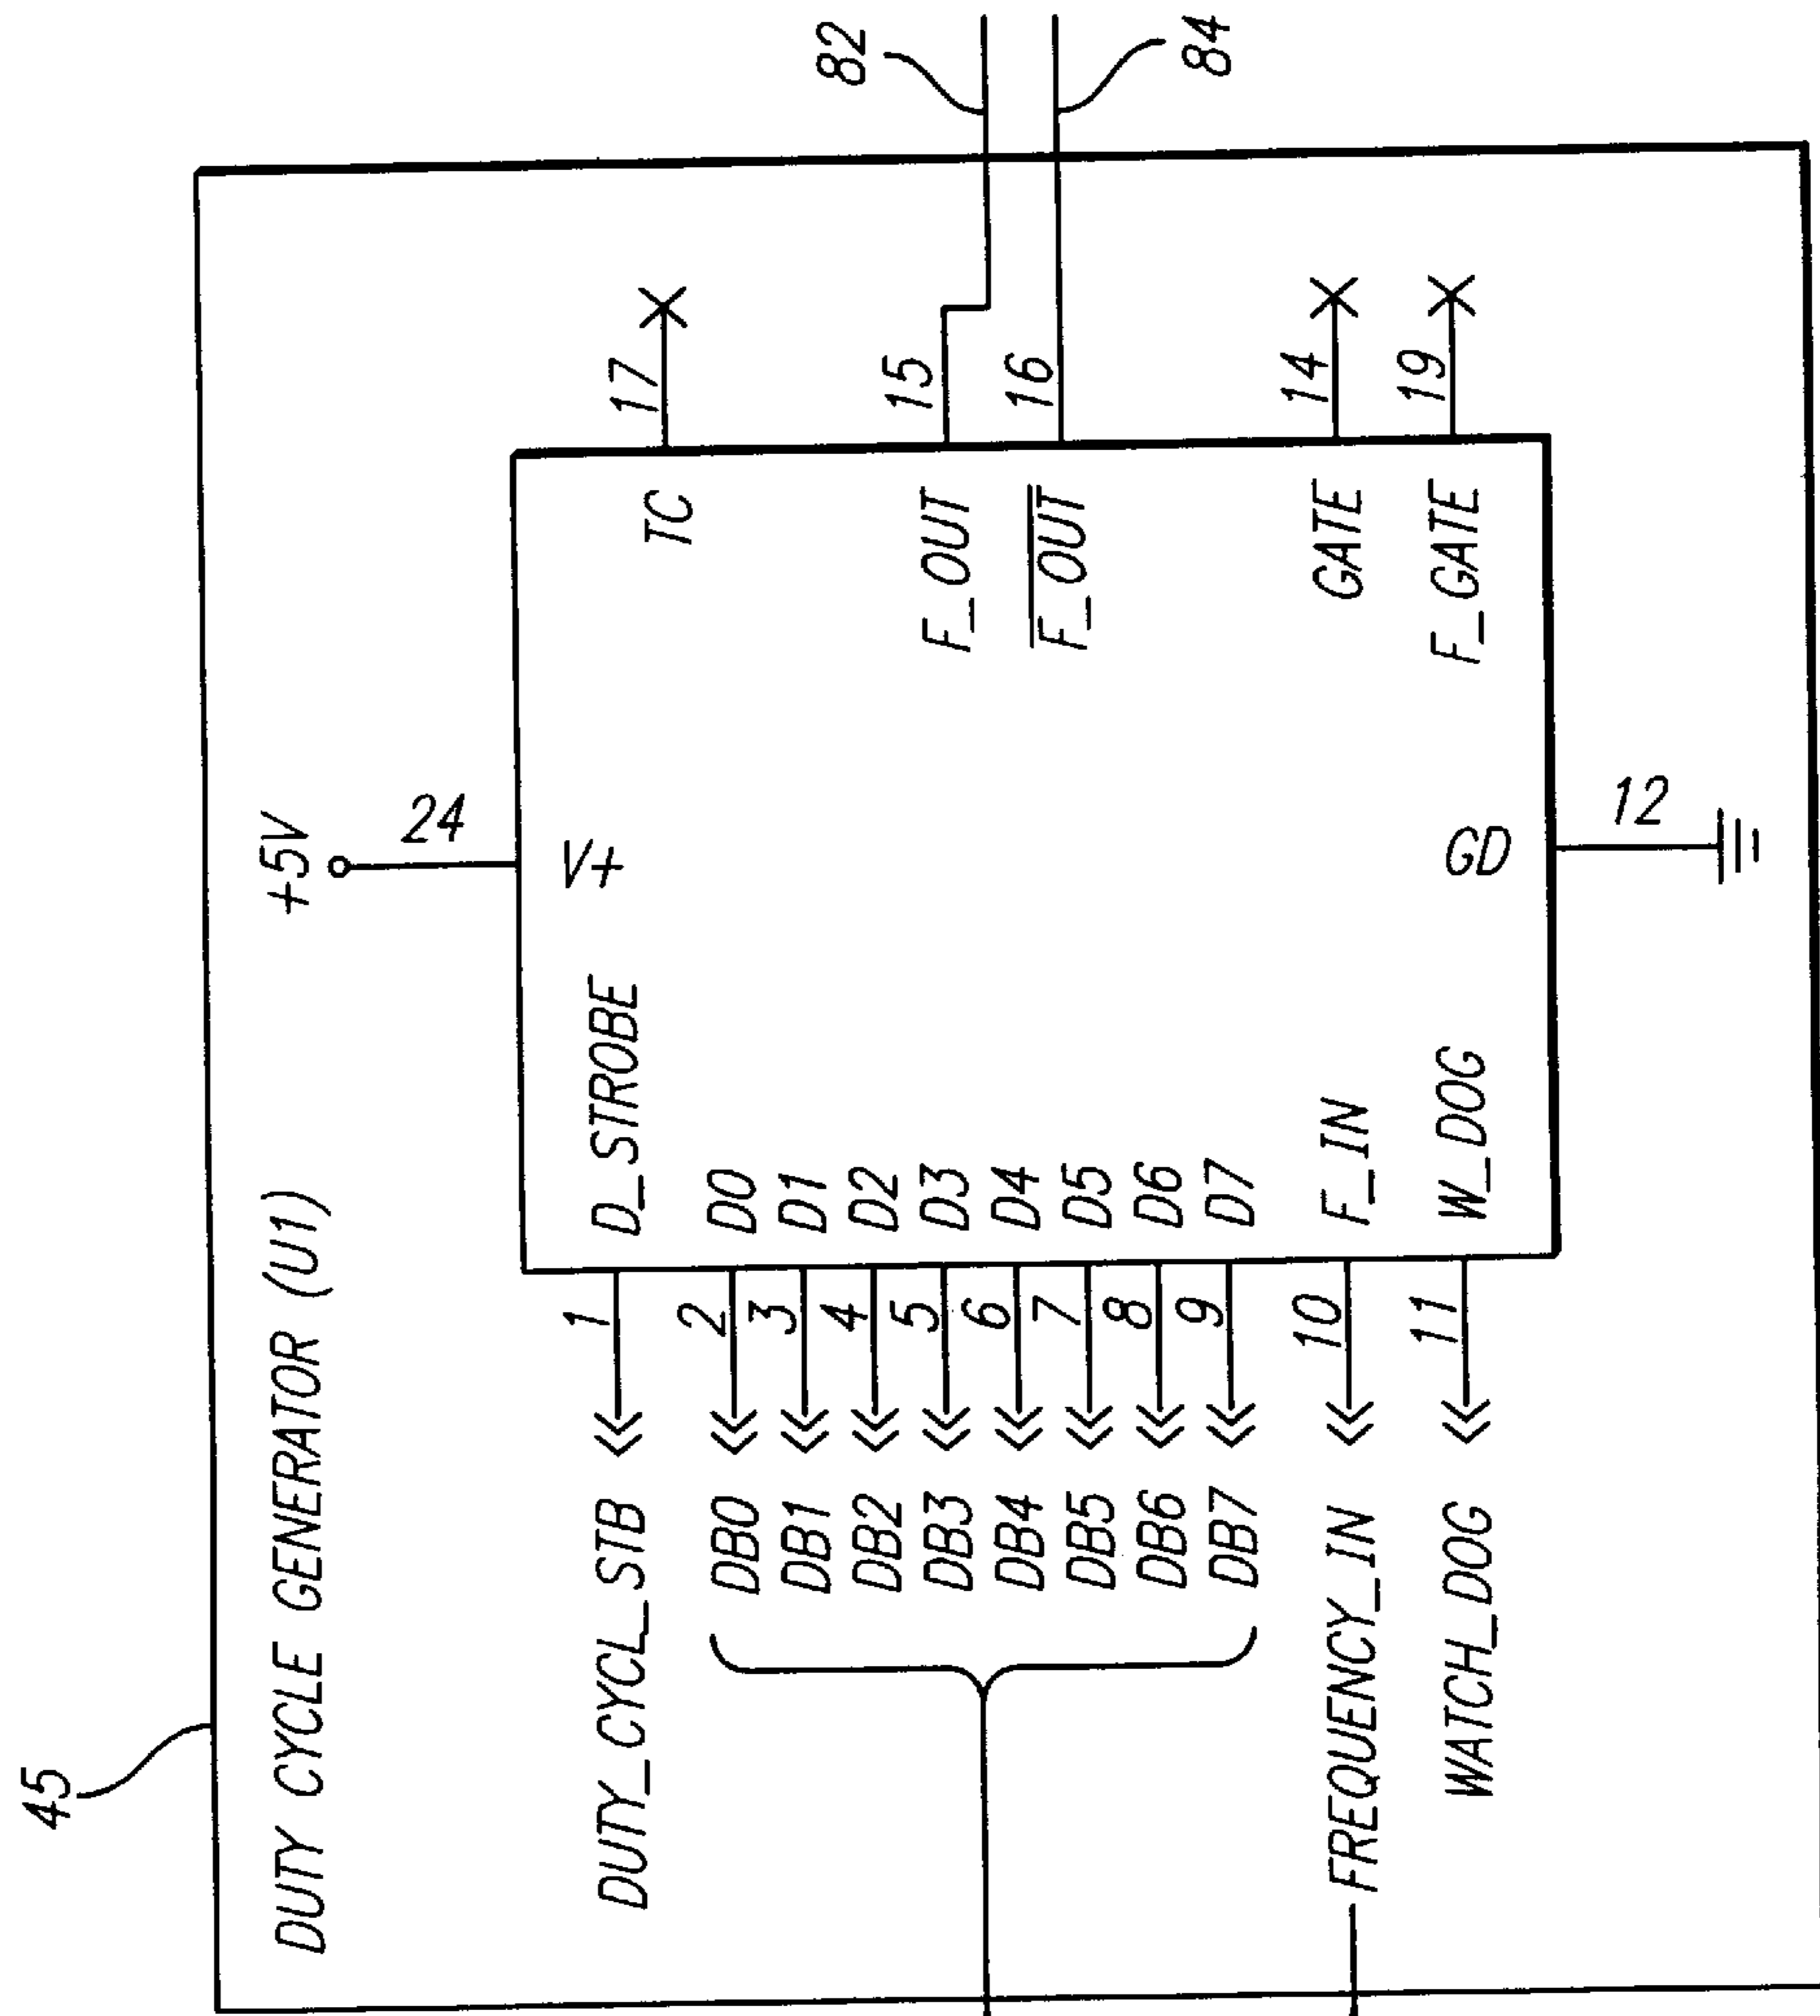 45
DUTY CYCLE GENERATOR (U1)
+5V
24
V+
DUTY_CYCL_STB
1
D_STROBE
TC
17
DB0
2
D0
DB1
3
D1
DB2
4
D2
DB3
5
D3
DB4
6
D4
DB5
7
D5
DB6
8
D6
DB7
9
D7
F_OUT
15
82
F_OUT
16
84
FREQUENCY_IN
10
F_IN
GATE
14
WATCH_DOG
11
W_DOG
F_GATE
19
GD
12